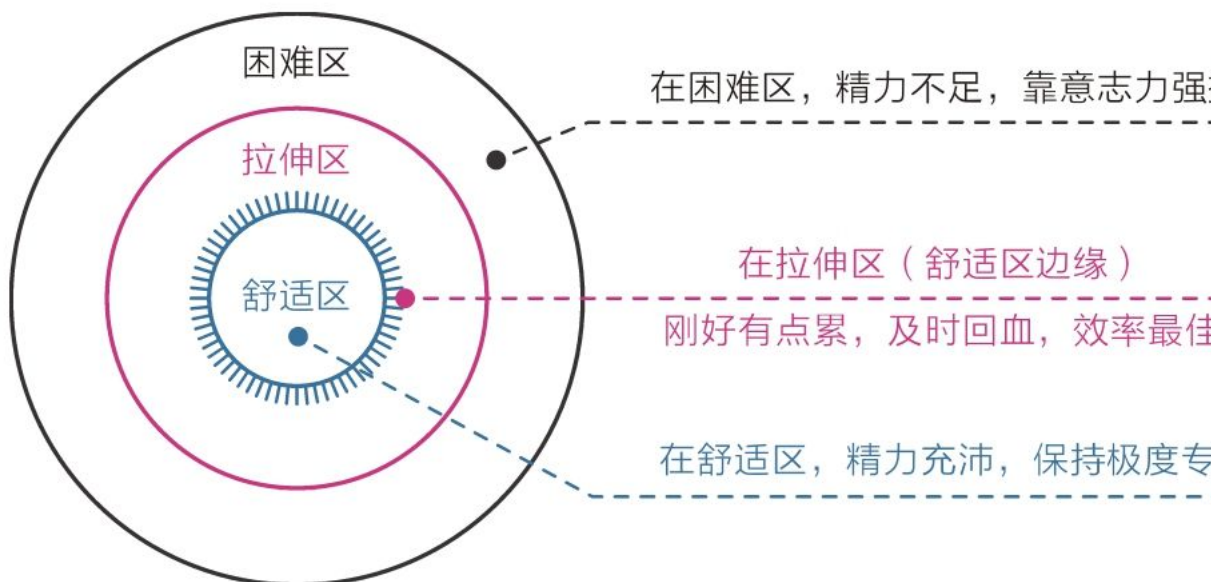 困难区
在困难区，精力不足，靠意志力强
拉伸区
在拉伸区（舒适区边缘）
舒适区
刚好有点累，及时回血，效率最佳
在舒适区，精力充沛，保持极度专